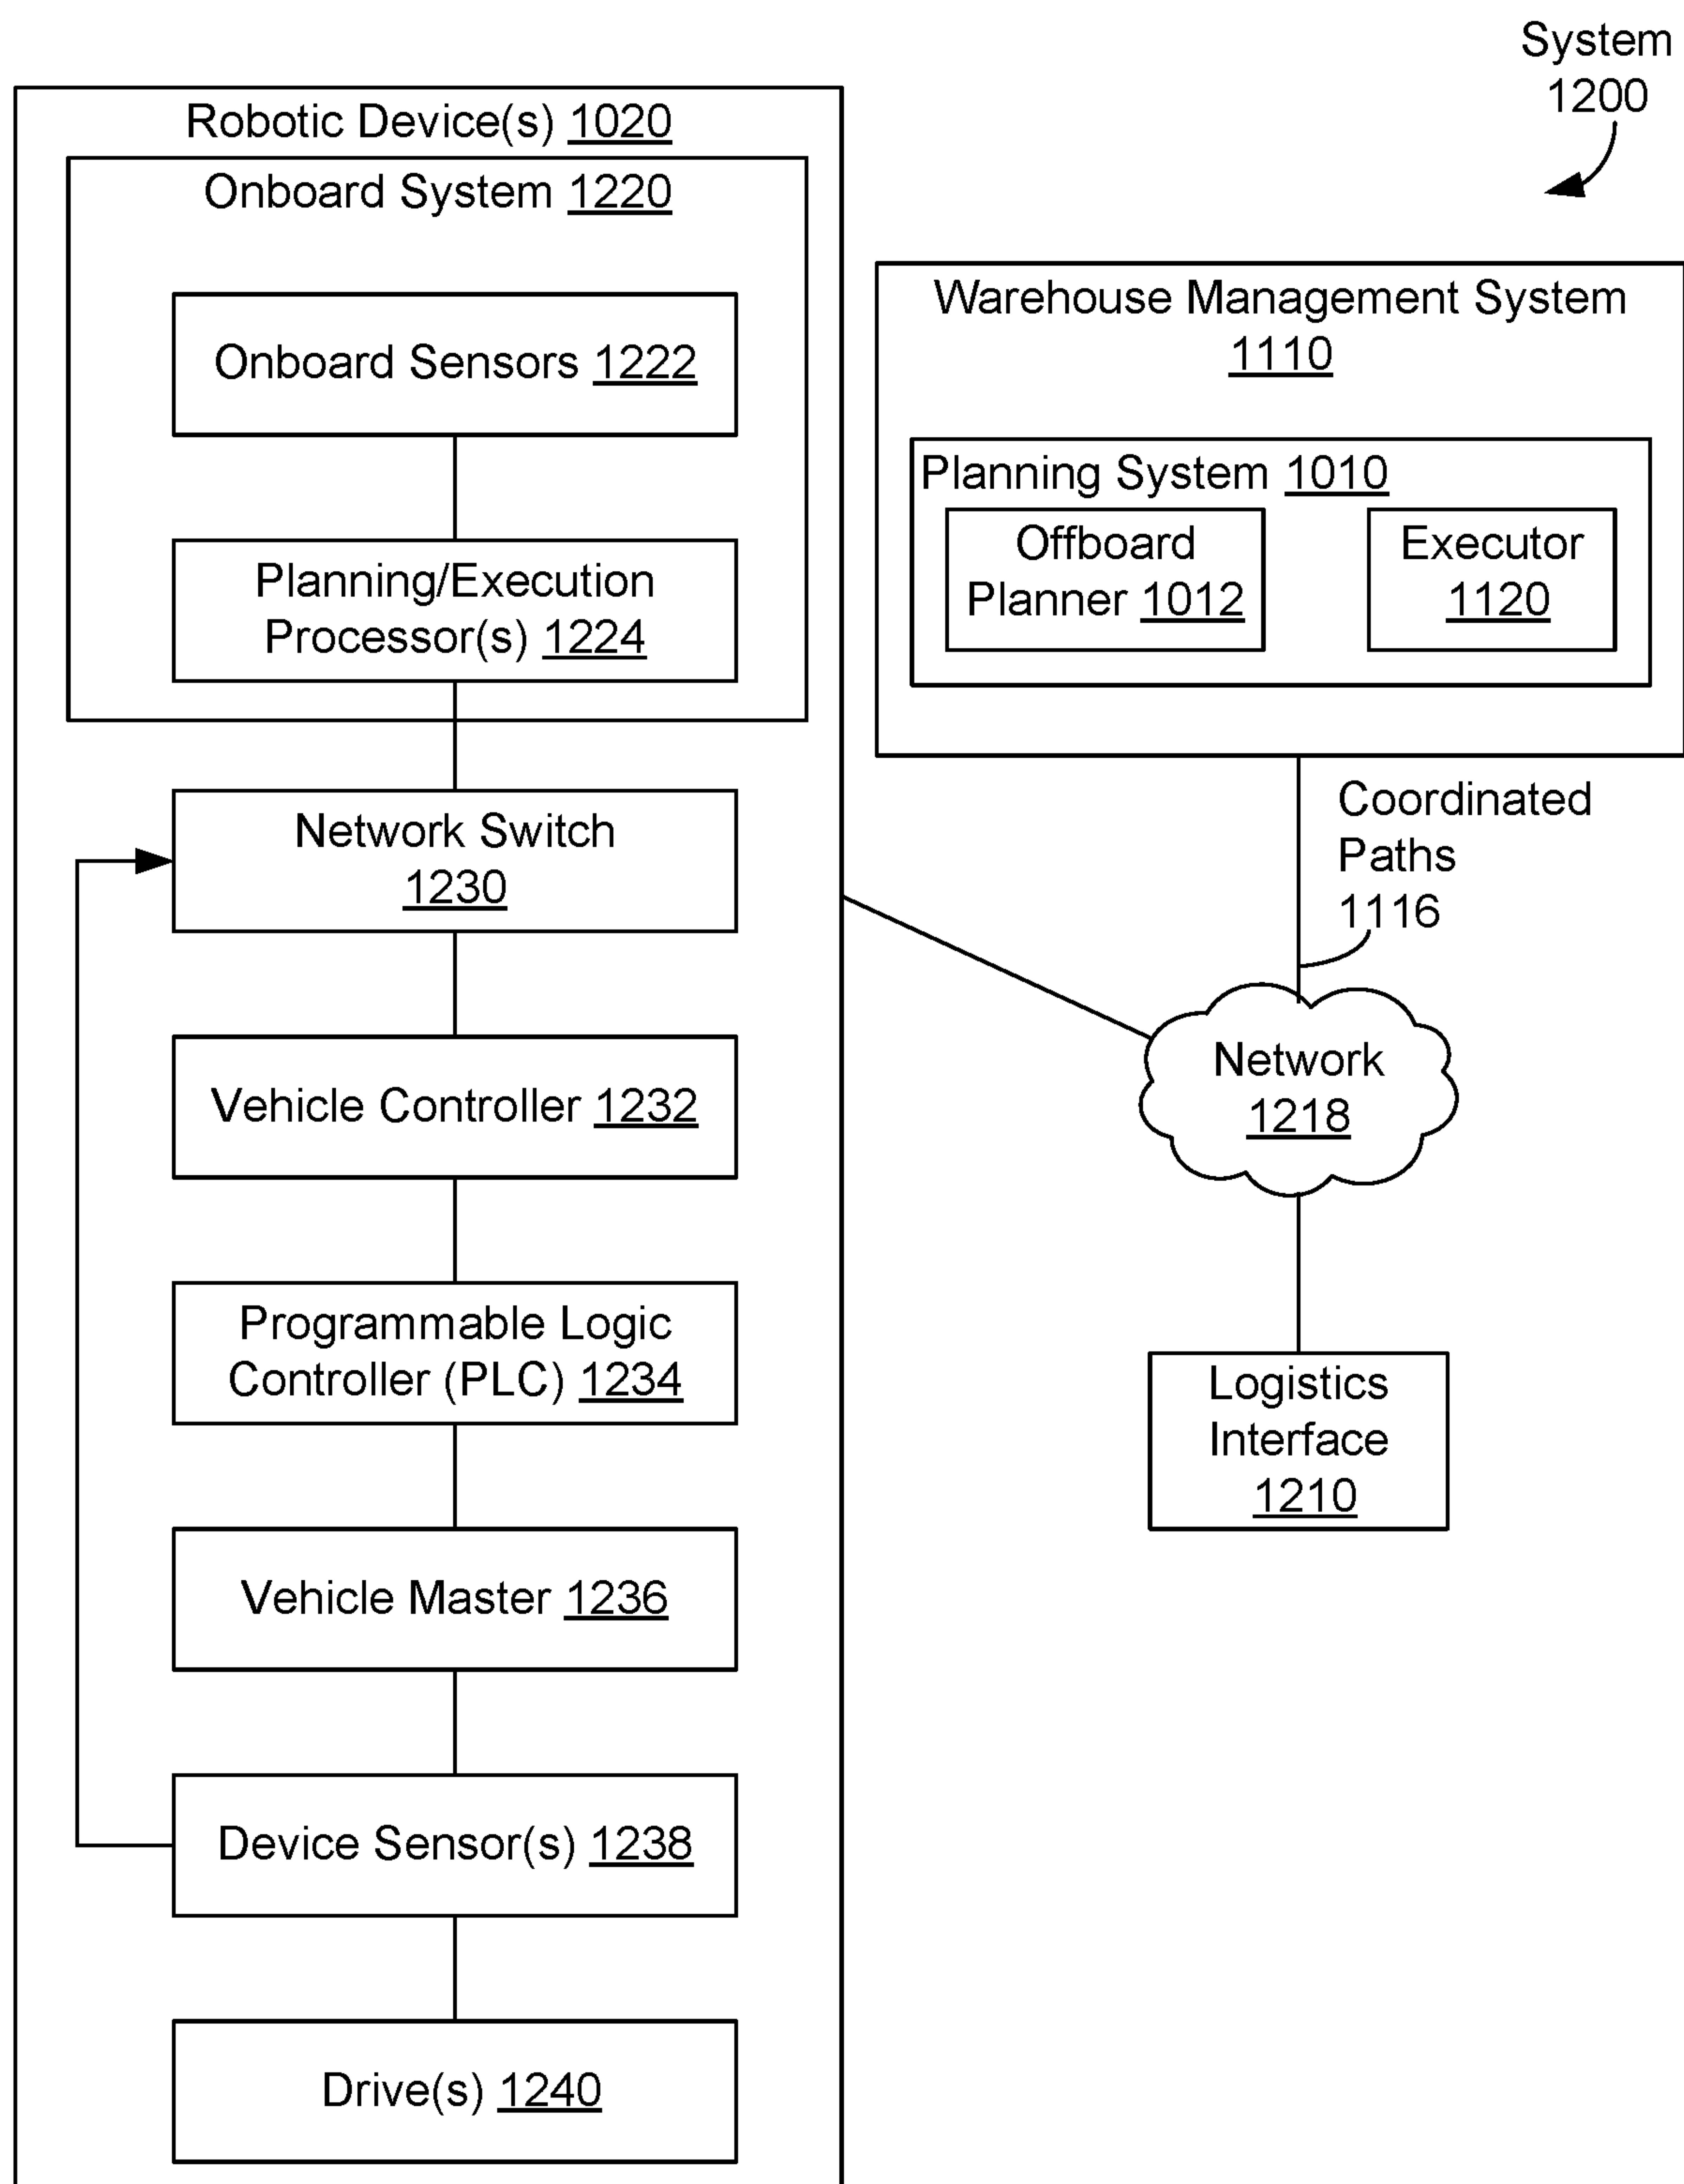 System
1200
Robotic Device(s) 1020
Onboard System 1220
Onboard Sensors 1222
Planning/Execution
Processor(s) 1224
Network Switch
1230
Vehicle Controller 1232
Programmable Logic
Controller (PLC) 1234
Vehicle Master 1236
Device Sensor(s) 1238
Drive(s) 1240
Warehouse Management System
1110
Planning System 1010
Offboard
Planner 1012
Executor
1120
Coordinated
Paths
1116
Network
1218
Logistics
Interface
1210